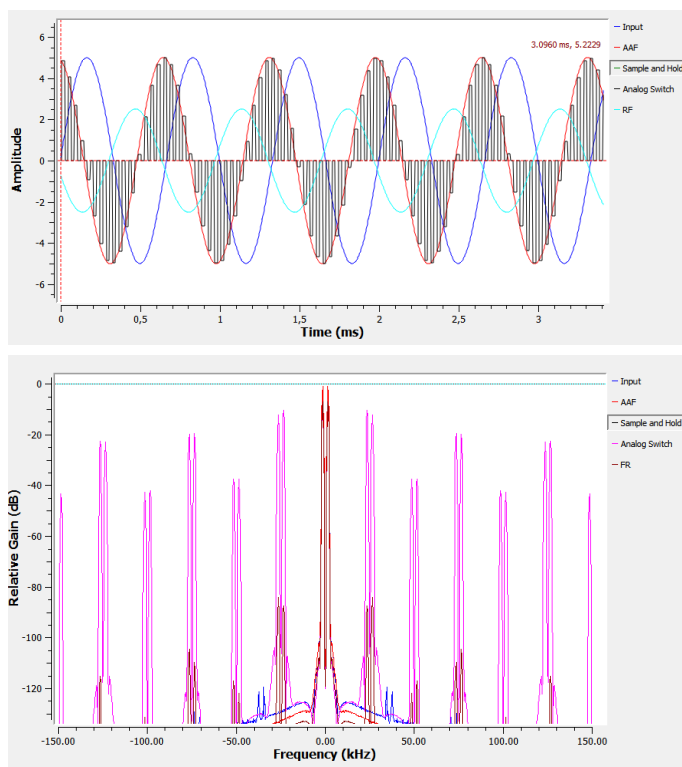 3.0960 ms, 5.2229
6
4
2
0
-2
-4
-6
Amplitude
0
0,5
1
1,5
2
2,5
3
Time (ms)
Input
AAF
Sample and Hold
Analog Switch
RF
0
-20
-40
-60
-80
-100
-120
Relative Gain (dB)
-150.00
-100.00
-50.00
0.00
50.00
100.00
150.00
Frequency (kHz)
Input
AAF
Sample and Hold
Analog Switch
FR